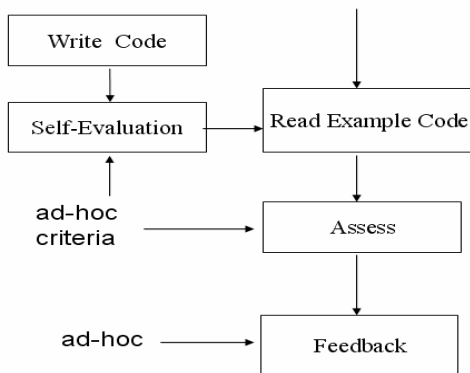 Write Code
Self-Evaluation
Read Example Code
ad-hoc
criteria
Assess
ad-hoc
Feedback